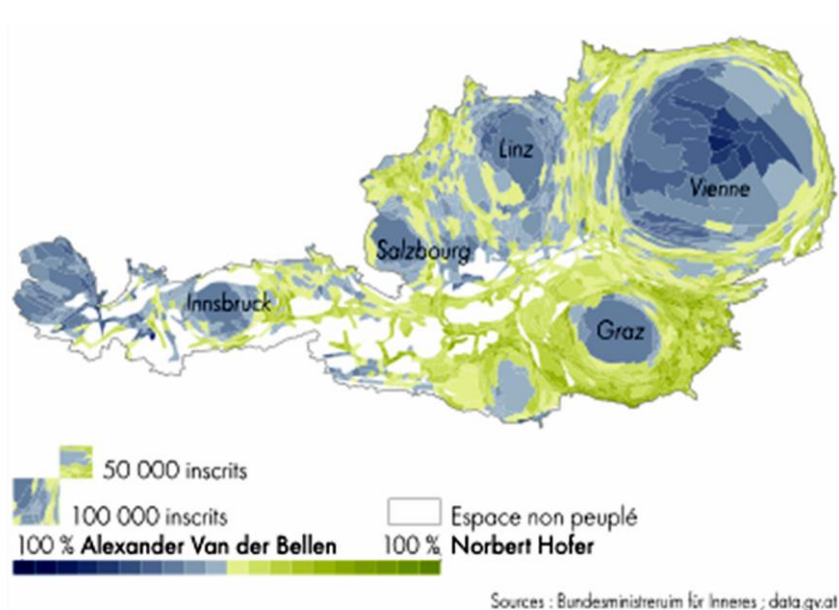 Linz
Vienne
Salzbourg
Innsbruck
Graz
50 000 inscrits
100 000 inscrits
Espace non peuplé
100 % Alexander Van der Bellen 100 % Norbert Hofer
Sources : Bundesministreruim für Inneres ; data.gv.at